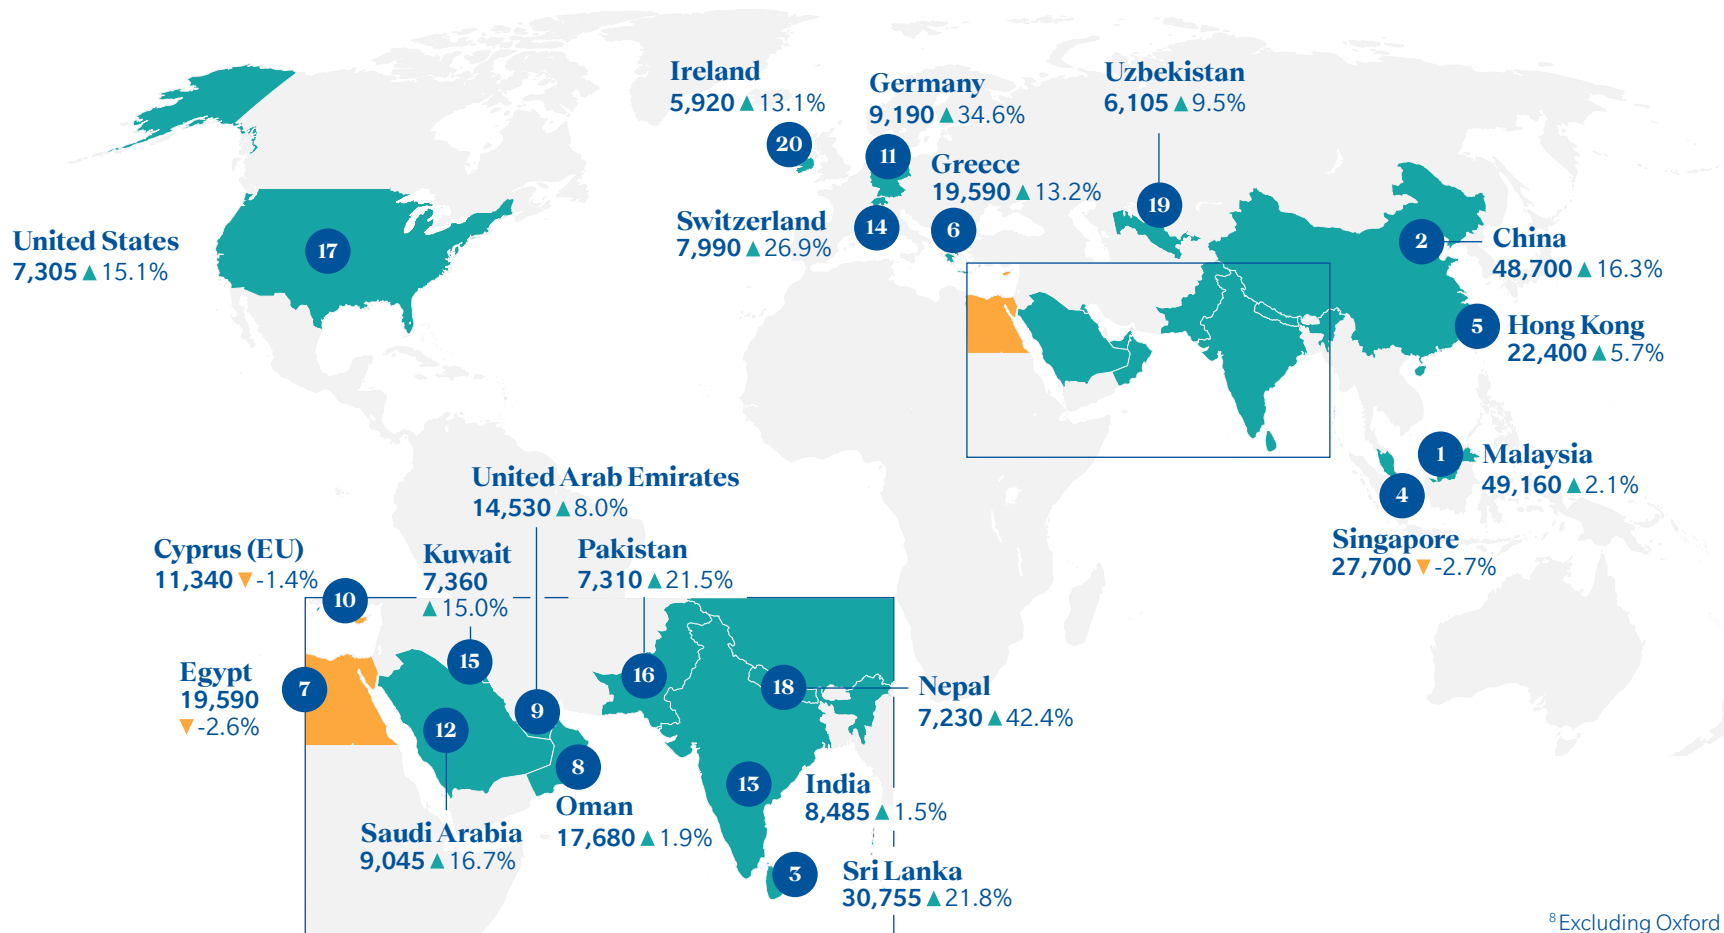 Ireland
5,920 ▲ 13.1%
20
Germany
9,190 ▲ 34.6%
11
Uzbekistan
6,105 ▲ 9.5%
19
Greece
19,590 ▲ 13.2%
6
Switzerland
7,990 ▲ 26.9%
14
United States
7,305 ▲ 15.1%
17
2
China
48,700 ▲ 16.3%
5
Hong Kong
22,400 ▲ 5.7%
1
Malaysia
49,160 ▲ 2.1%
4
Singapore
27,700 ▼ -2.7%
United Arab Emirates
14,530 ▲ 8.0%
9
Cyprus (EU)
11,340 ▼ -1.4%
10
Kuwait
7,360
▲ 15.0%
15
Pakistan
7,310 ▲ 21.5%
16
Egypt
19,590
▼ -2.6%
7
18
Nepal
7,230 ▲ 42.4%
12
Saudi Arabia
9,045 ▲ 16.7%
8
Oman
17,680 ▲ 1.9%
13
India
8,485 ▲ 1.5%
3
Sri Lanka
30,755 ▲ 21.8%
8 Excluding Oxford